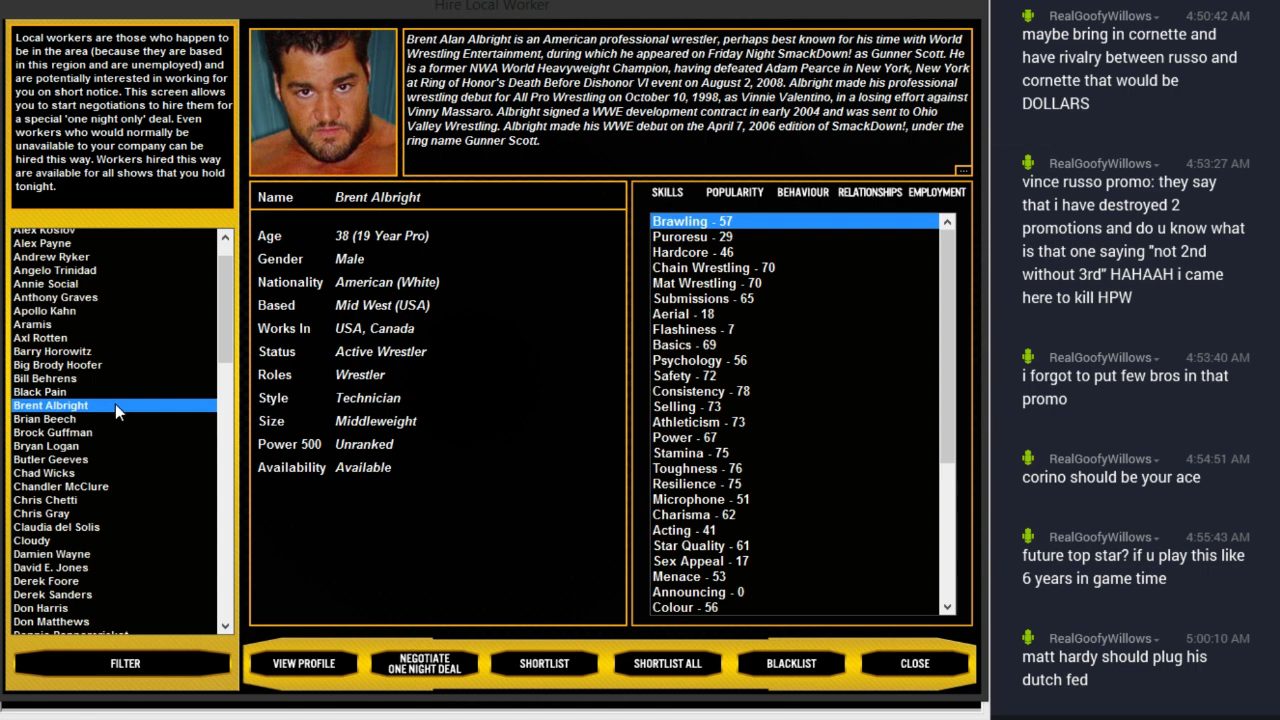 Hire Local Worker
Local workers are those who happen to
be in the area (because they are based
in this region and are unemployed) and
are potentially interested in working for
you on short notice. This screen allows
you to start negotiations to hire them for
a special 'one night only' deal. Even
workers who would normally be
unavailable to your company can be
hired this way. Workers hired this way
are available for all shows that you hold
tonight.
Brent Alan Albright is an American professional wrestler, perhaps best known for his time with World
Wrestling Entertainment, during which he appeared on Friday Night SmackDown! as Gunner Scott. He
is a former NWA World Heavyweight Champion, having defeated Adam Pearce in New York, New York
at Ring of Honor's Death Before Dishonor VI event on August 2, 2008. Albright made his professional
wrestling debut for All Pro Wrestling on October 10, 1998, as Vinnie Valentino, in a losing effort against
Vinny Massaro. Albright signed a WWE development contract in early 2004 and was sent to Ohio
Valley Wrestling. Albright made his WWE debut on the April 7, 2006 edition of SmackDown!, under the
ring name Gunner Scott.
...
Alex Koslov
Alex Payne
Andrew Ryker
Angelo Trinidad
Annie Social
Anthony Graves
Apollo Kahn
Aramis
Axl Rotten
Barry Horowitz
Big Brody Hoofer
Bill Behrens
Black Pain
Brent Albright
Brian Beech
Brock Guffman
Bryan Logan
Butler Geeves
Chad Wicks
Chandler McClure
Chris Chetti
Chris Gray
Claudia del Solis
Cloudy
Damien Wayne
David E. Jones
Derek Foore
Derek Sanders
Don Harris
Don Matthews
Name Brent Albright
Age 38 (19 Year Pro)
Gender Male
Nationality American (White)
Based Mid West (USA)
Works In USA, Canada
Status Active Wrestler
Roles Wrestler
Style Technician
Size Middleweight
Power 500 Unranked
Availability Available
SKILLS POPULARITY BEHAVIOUR RELATIONSHIPS EMPLOYMENT
Brawling - 57
Puroresu - 29
Hardcore - 46
Chain Wrestling - 70
Mat Wrestling - 70
Submissions - 65
Aerial - 18
Flashiness - 7
Basics - 69
Psychology - 56
Safety - 72
Consistency - 78
Selling - 73
Athleticism - 73
Power - 67
Stamina - 75
Toughness - 76
Resilience - 75
Microphone - 51
Charisma - 62
Acting - 41
Star Quality - 61
Sex Appeal - 17
Menace - 53
Announcing - 0
Colour - 56
FILTER
VIEW PROFILE
NEGOTIATE
ONE NIGHT DEAL
SHORTLIST
SHORTLIST ALL
BLACKLIST
CLOSE
RealGoofyWillows 4:50:42 AM
maybe bring in cornette and
have rivalry between russo and
cornette that would be
DOLLARS
RealGoofyWillows 4:53:27 AM
vince russo promo: they say
that i have destroyed 2
promotions and do u know what
is that one saying "not 2nd
without 3rd" HAHAAH i came
here to kill HPW
RealGoofyWillows 4:53:40 AM
i forgot to put few bros in that
promo
RealGoofyWillows 4:54:51 AM
corino should be your ace
RealGoofyWillows 4:55:43 AM
future top star? if u play this like
6 years in game time
RealGoofyWillows 5:00:10 AM
matt hardy should plug his
dutch fed